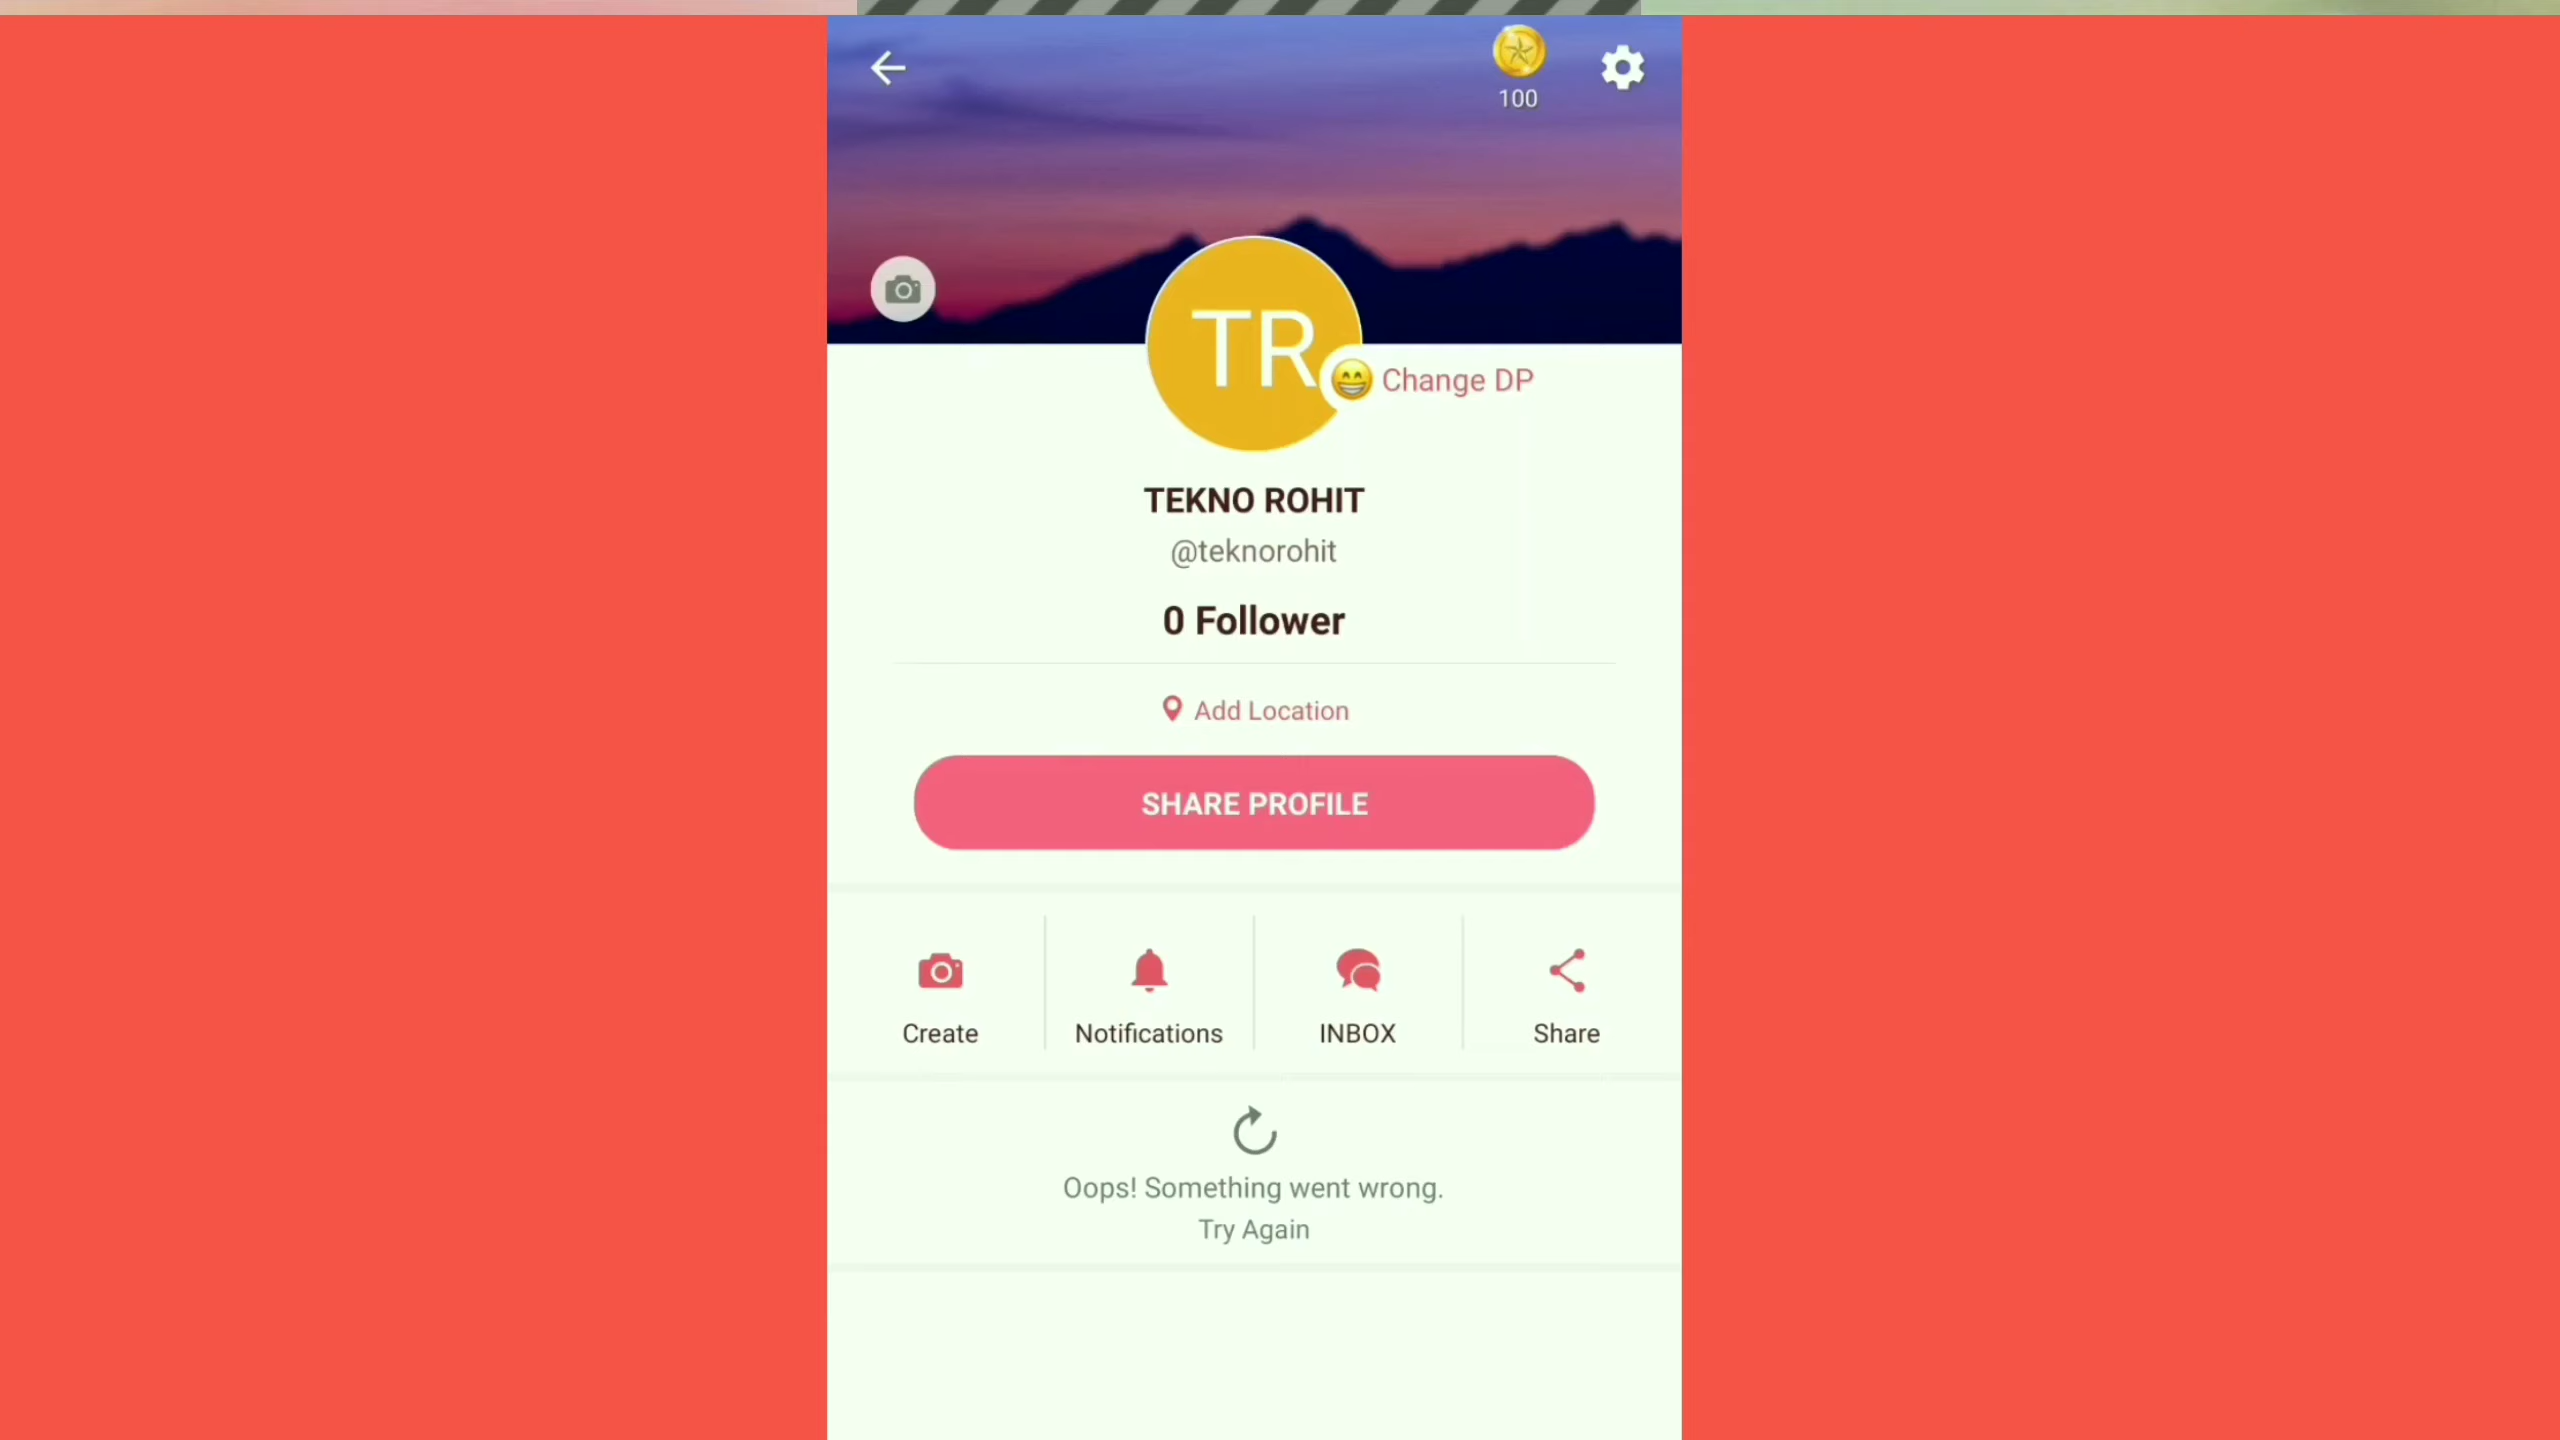 100
TR
Change DP
TEKNO ROHIT
@teknorohit
0 Follower
Add Location
SHARE PROFILE
Create
Notifications
INBOX
Share
Oops! Something went wrong.
Try Again